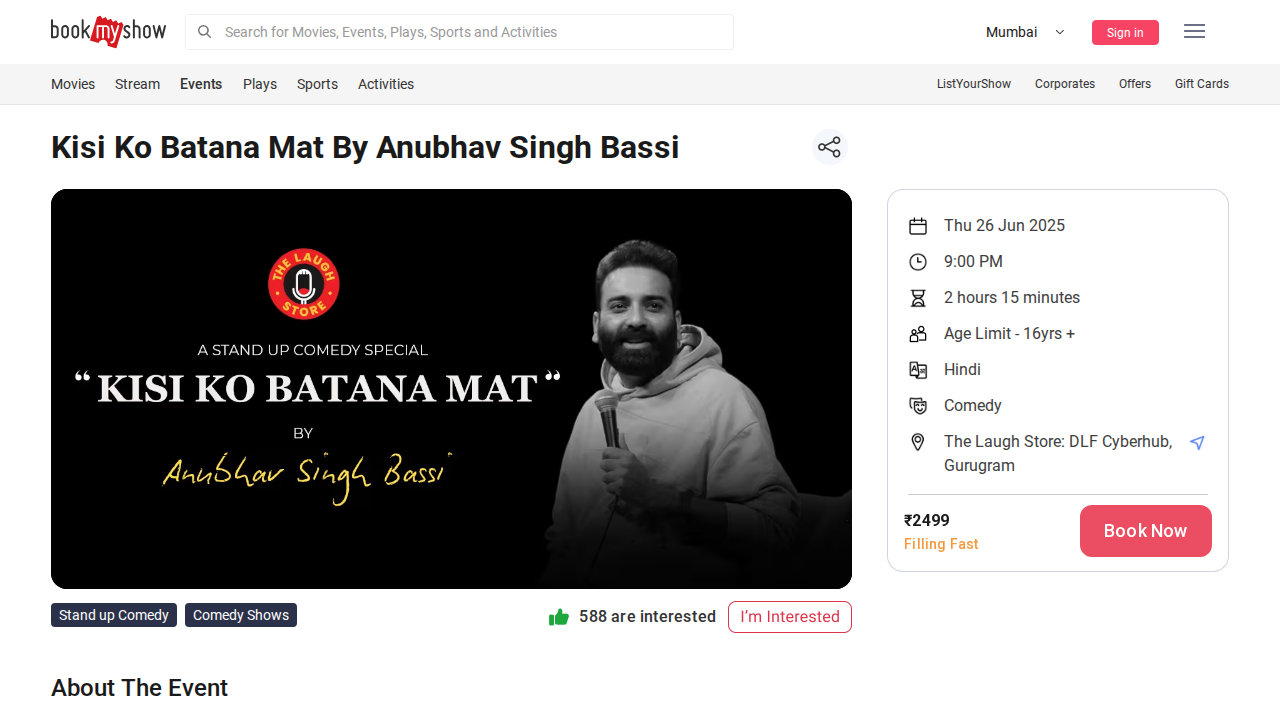 bookmyshow
Search for Movies, Events, Plays, Sports and Activities
Mumbai
Sign in
Movies Stream Events Plays Sports Activities
ListYourShow Corporates Offers Gift Cards
Kisi Ko Batana Mat By Anubhav Singh Bassi
THE LAUGH STORE
A STAND UP COMEDY SPECIAL
“KISI KO BATANA MAT”
BY
Anubhav Singh Bassi
Thu 26 Jun 2025
9:00 PM
2 hours 15 minutes
Age Limit - 16yrs +
Hindi
Comedy
The Laugh Store: DLF Cyberhub,
Gurugram
₹2499
Filling Fast
Book Now
Stand up Comedy Comedy Shows
588 are interested
I’m Interested
About The Event